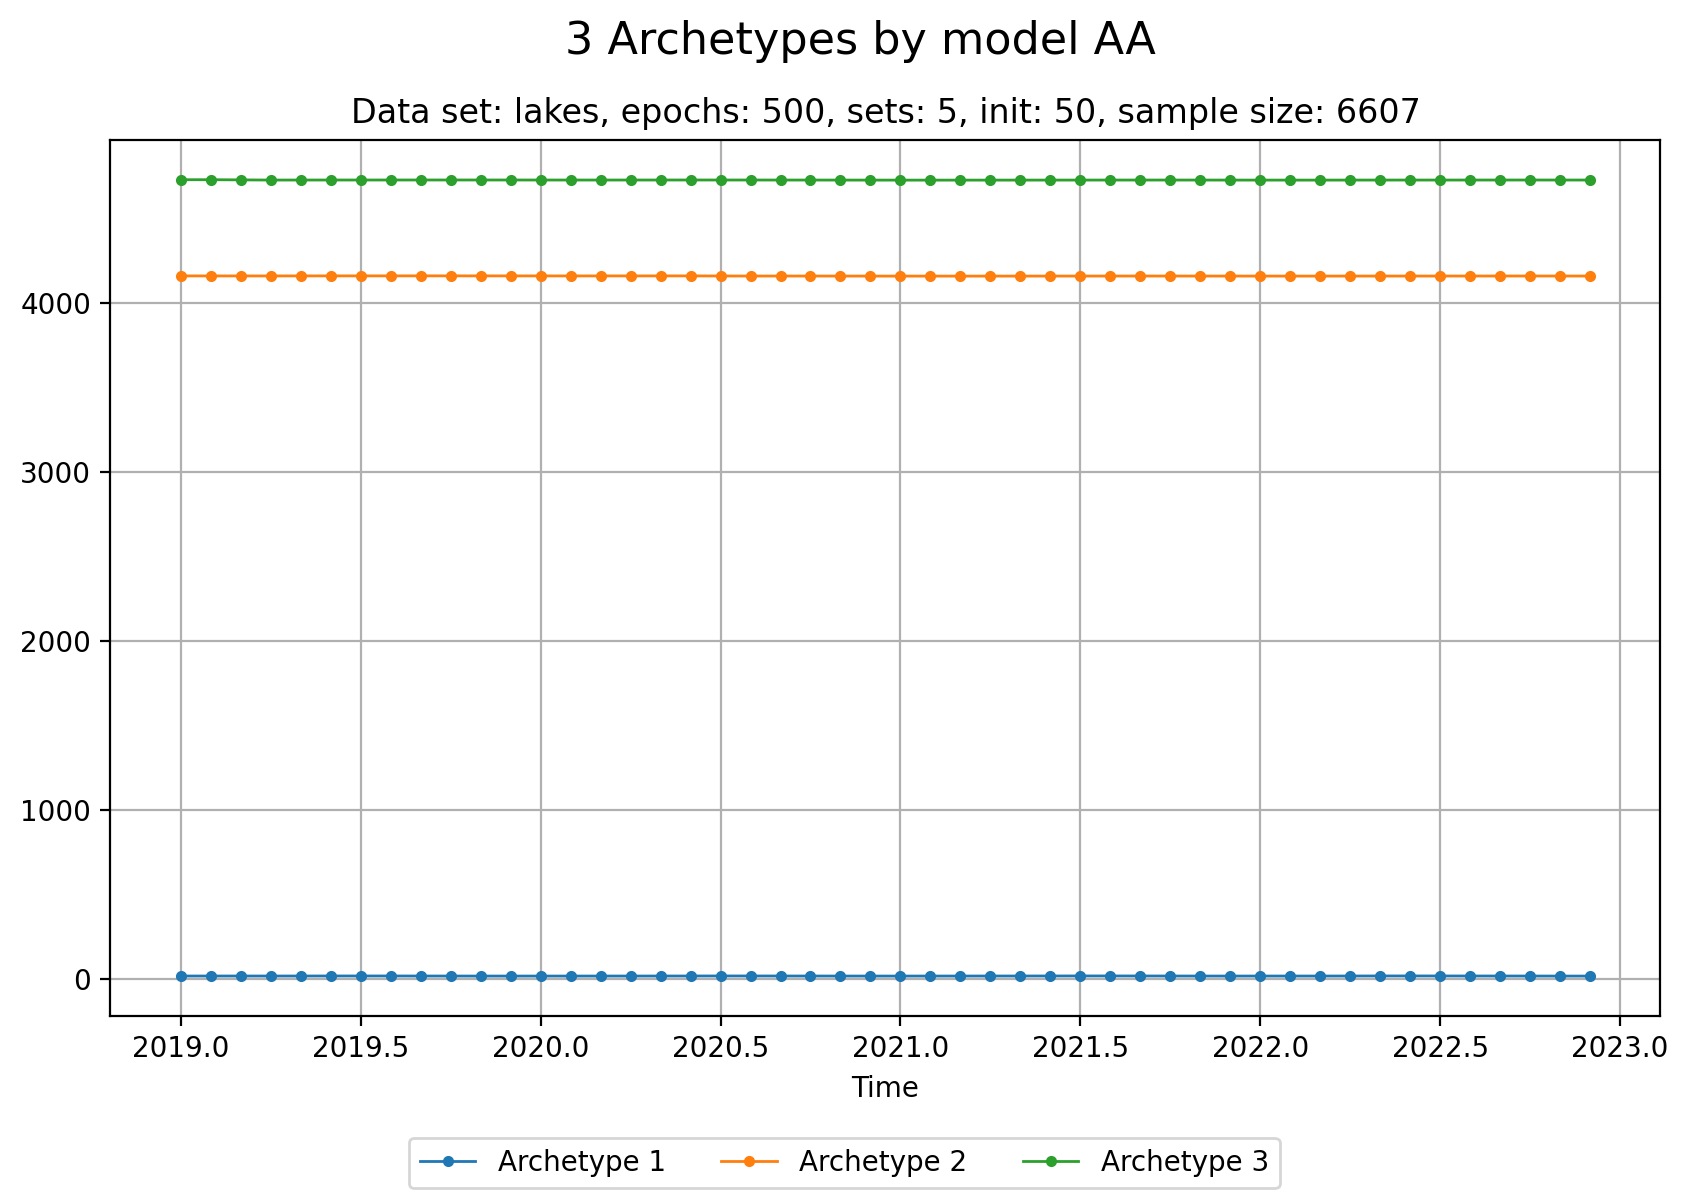 3 Archetypes by model AA
Data set: lakes, epochs: 500, sets: 5, init: 50, sample size: 6607
4000
3000
2000
1000
0
2019.0 2019.5 2020.0 2020.5 2021.0 2021.5 2022.0 2022.5 2023.0
Time
Archetype 1 Archetype 2 Archetype 3